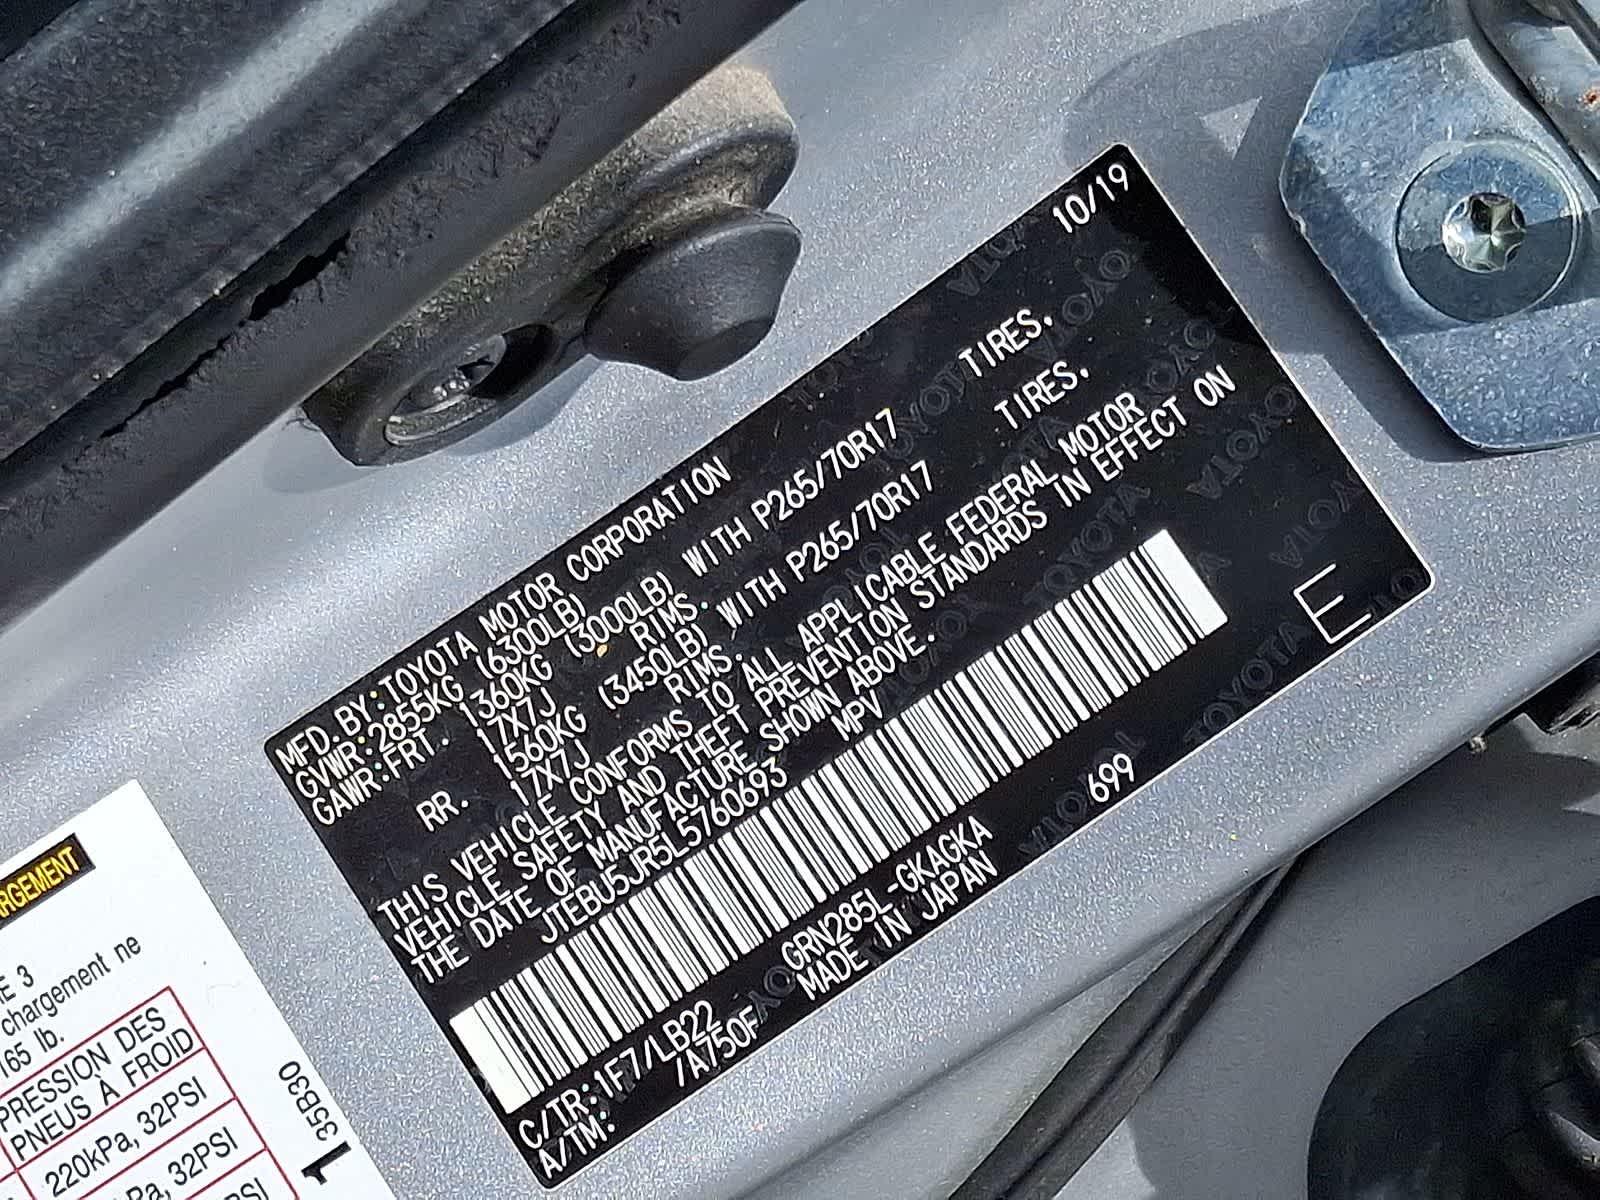 10/19
MFD.BY:TOYOTA MOTOR CORPORATION
GVWR:2855KG (6300LB)
GAWR:FRT. 1360KG (3000LB) WITH P265/70R17 TIRES.
17X7J RIMS.
RR. 1560KG (3450LB) WITH P265/70R17 TIRES.
17X7J RIMS.
THIS VEHICLE CONFORMS TO ALL APPLICABLE FEDERAL MOTOR
VEHICLE SAFETY AND THEFT PREVENTION STANDARDS IN EFFECT ON
THE DATE OF MANUFACTURE SHOWN ABOVE.
JTEBU5JR5L5760693 MPV
E
C/TR:1F7/LB22 GRN285L-GKAGKA 699
A/TM: /A750F MADE IN JAPAN
ARGEMENT
E 3
chargement ne
165 lb.
PRESSION DES
PNEUS À FROID
220kPa, 32PSI
Pa, 32PSI
PSI
1 35B30